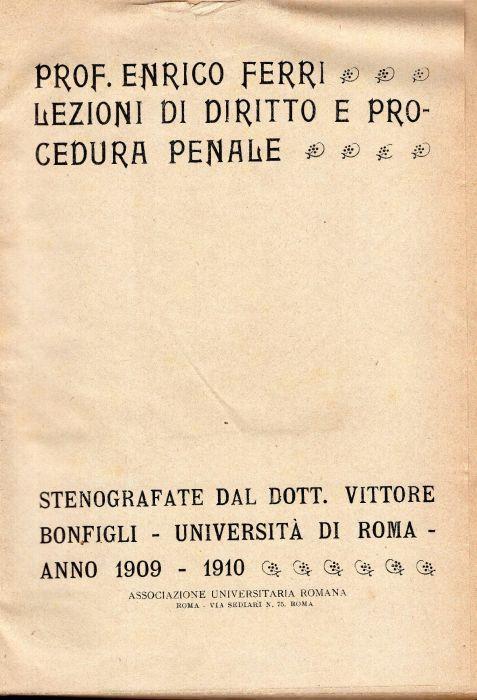 PROF. ENRICO FERRI
LEZIONI DI DIRITTO E PRO-
CEDURA PENALE
STENOGRAFATE DAL DOTT. VITTORE
BONFIGLI - UNIVERSITÀ DI ROMA -
ANNO 1909 - 1910
ASSOCIAZIONE UNIVERSITARIA ROMANA
ROMA - VIA SEDIARI N. 75, ROMA